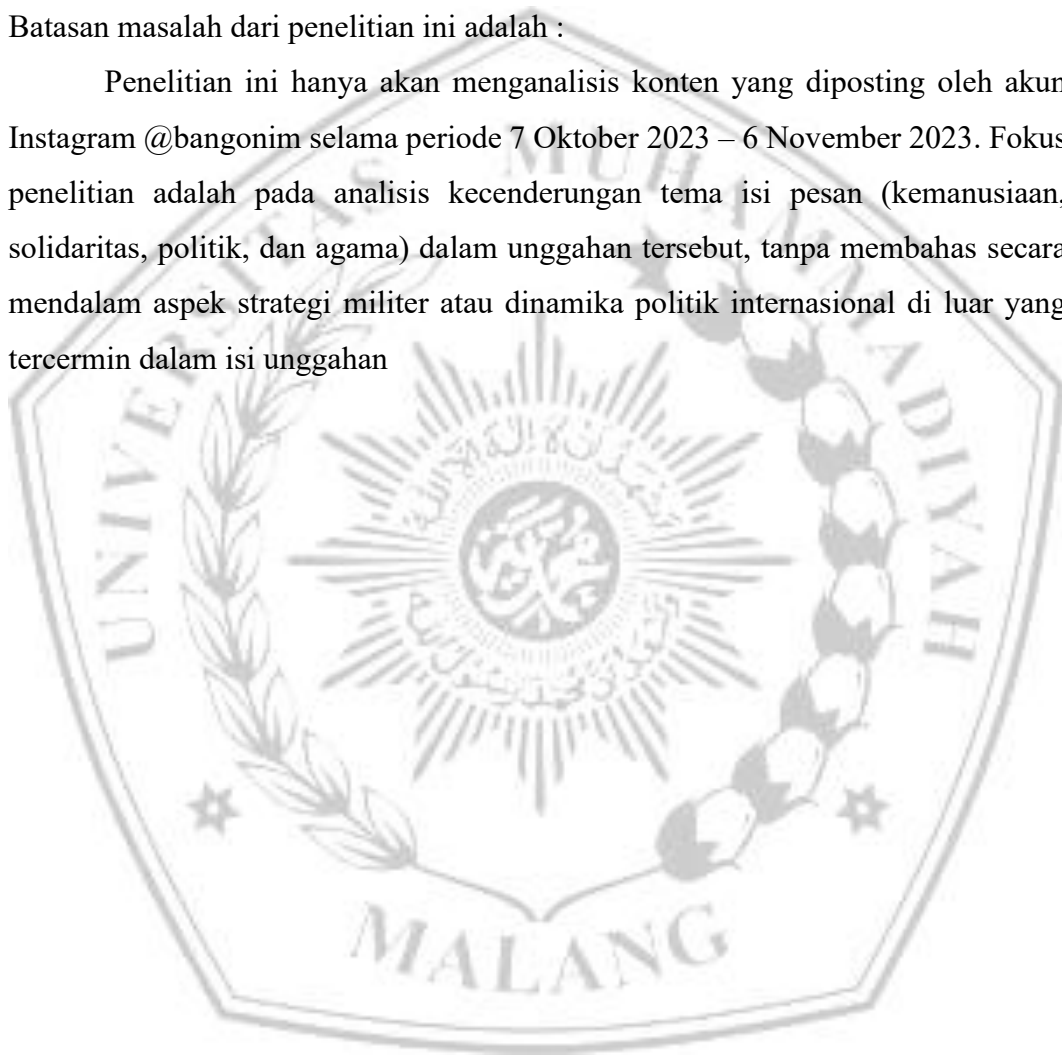 Batasan masalah dari penelitian ini adalah :
Penelitian ini hanya akan menganalisis konten yang diposting oleh akun
Instagram @bangonim selama periode 7 Oktober 2023 – 6 November 2023. Fokus
penelitian adalah pada analisis kecenderungan tema isi pesan (kemanusiaan,
solidaritas, politik, dan agama) dalam unggahan tersebut, tanpa membahas secara
mendalam aspek strategi militer atau dinamika politik internasional di luar yang
tercermin dalam isi unggahan
UNIVERSITAS MUHAMMADIYAH
MALANG